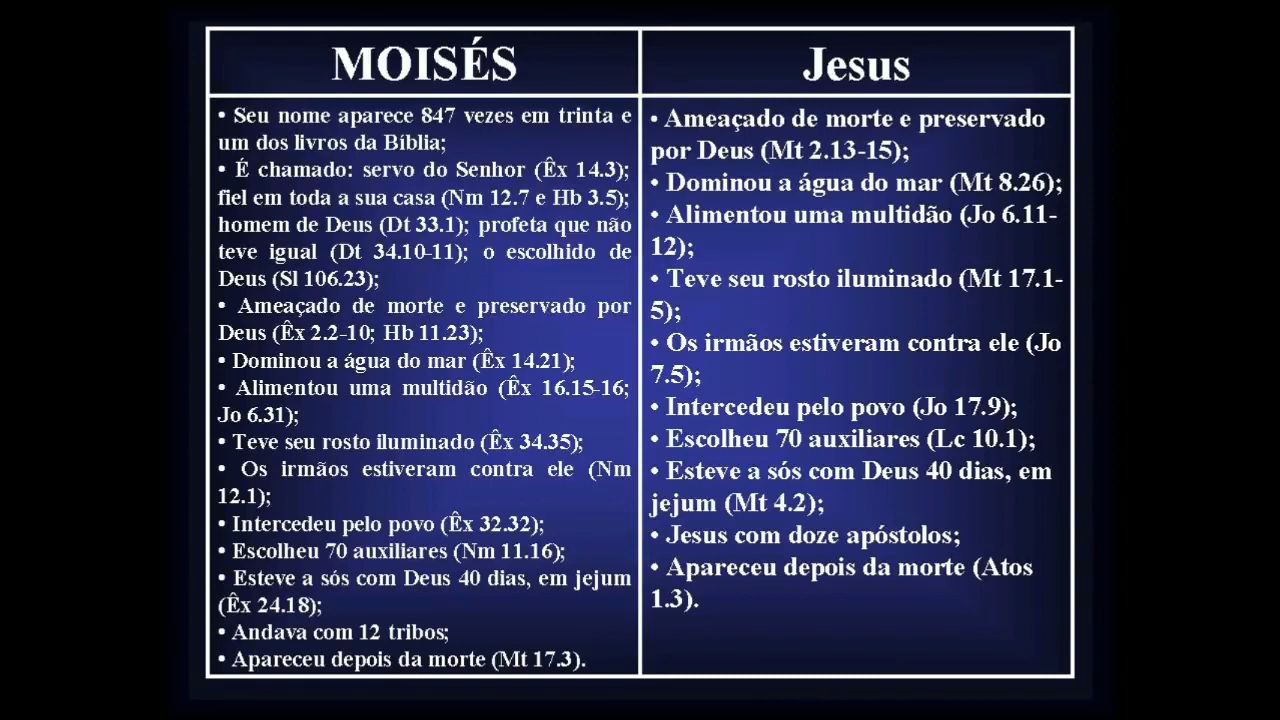 MOISÉS
• Seu nome aparece 847 vezes em trinta e
um dos livros da Bíblia;
• É chamado: servo do Senhor (Êx 14.3);
fiel em toda a sua casa (Nm 12.7 e Hb 3.5);
homem de Deus (Dt 33.1); profeta que não
teve igual (Dt 34.10-11); o escolhido de
Deus (Sl 106.23);
• Ameaçado de morte e preservado por
Deus (Êx 2.2-10; Hb 11.23);
• Dominou a água do mar (Êx 14.21);
• Alimentou uma multidão (Êx 16.15-16;
Jo 6.31);
• Teve seu rosto iluminado (Êx 34.35);
• Os irmãos estiveram contra ele (Nm
12.1);
• Intercedeu pelo povo (Êx 32.32);
• Escolheu 70 auxiliares (Nm 11.16);
• Esteve a sós com Deus 40 dias, em jejum
(Êx 24.18);
• Andava com 12 tribos;
• Apareceu depois da morte (Mt 17.3).
Jesus
• Ameaçado de morte e preservado
por Deus (Mt 2.13-15);
• Dominou a água do mar (Mt 8.26);
• Alimentou uma multidão (Jo 6.11-
12);
• Teve seu rosto iluminado (Mt 17.1-
5);
• Os irmãos estiveram contra ele (Jo
7.5);
• Intercedeu pelo povo (Jo 17.9);
• Escolheu 70 auxiliares (Lc 10.1);
• Esteve a sós com Deus 40 dias, em
jejum (Mt 4.2);
• Jesus com doze apóstolos;
• Apareceu depois da morte (Atos
1.3).